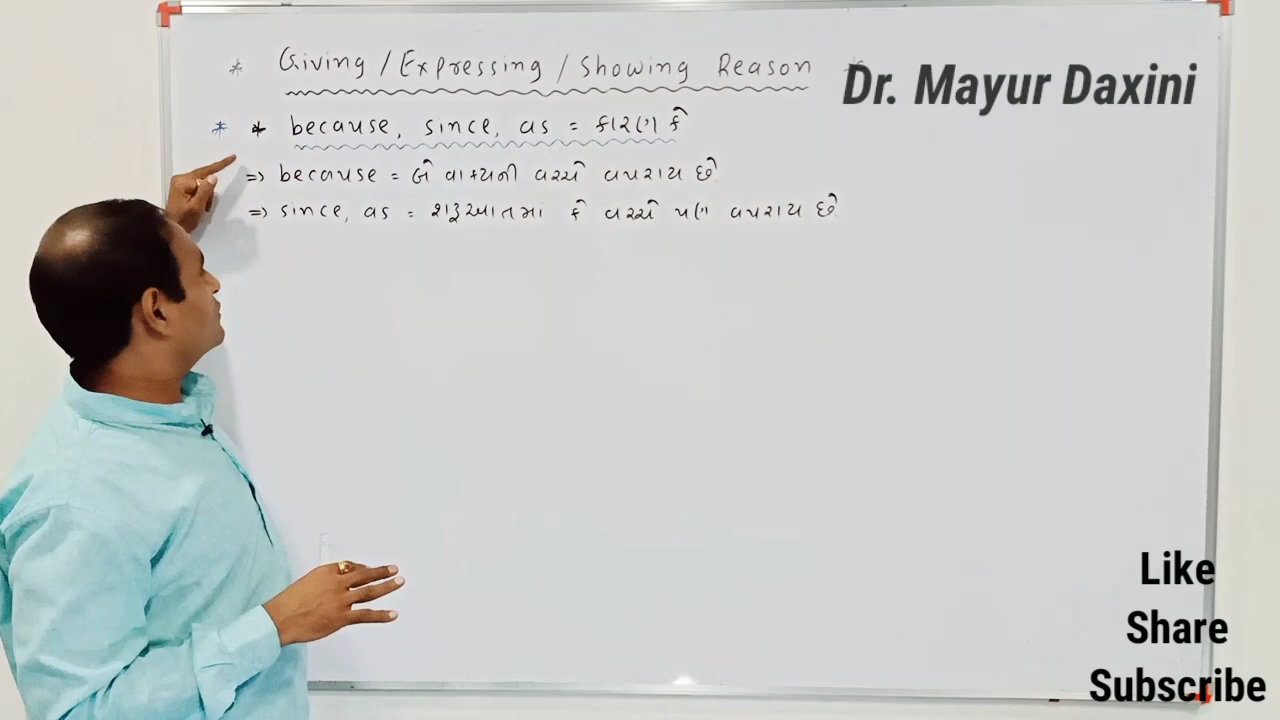 * Giving / Expressing / Showing Reason *
Dr. Mayur Daxini
* * because, since, as = કારણ કે
⇒ because = બે વાક્યની વચ્ચે વપરાય છે
⇒ since, as = શરૂઆતમાં કે વચ્ચે પણ વપરાય છે
Like
Share
Subscribe